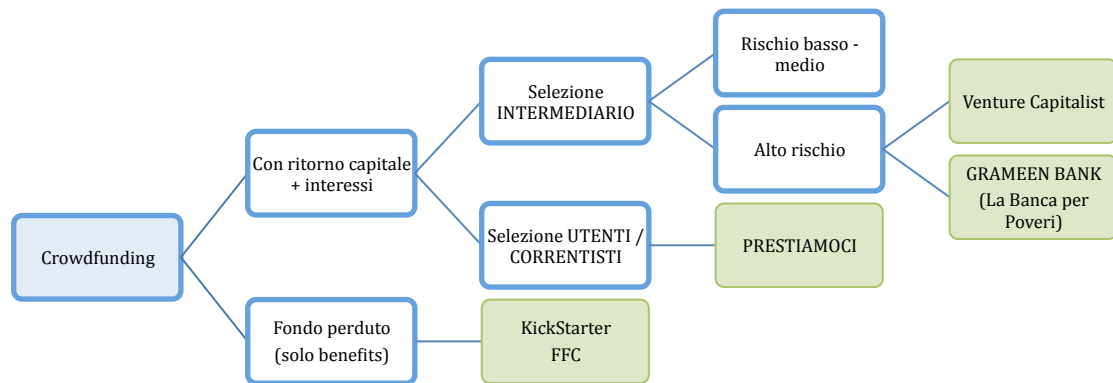 Crowdfunding
Con ritorno capitale
+ interessi
Selezione
INTERMEDIARIO
Rischio basso -
medio
Alto rischio
Venture Capitalist
GRAMEEN BANK
(La Banca per
Poveri)
Selezione UTENTI /
CORRENTISTI
PRESTIAMOCI
Fondo perduto
(solo benefits)
KickStarter
FFC